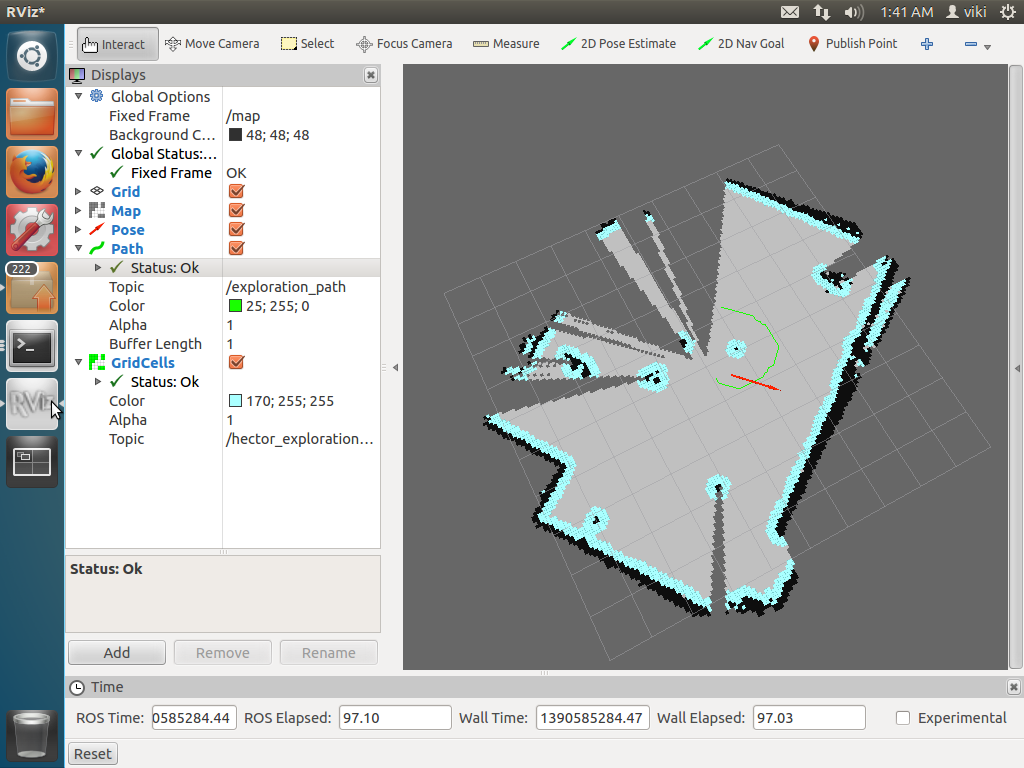 RViz*
1:41 AM
viki
Interact
Move Camera
Select
Focus Camera
Measure
2D Pose Estimate
2D Nav Goal
Publish Point
Displays
Global Options
Fixed Frame /map
Background C... 48; 48; 48
Global Status:...
Fixed Frame OK
Grid
Map
Pose
Path
Status: Ok
Topic /exploration_path
Color 25; 255; 0
Alpha 1
Buffer Length 1
GridCells
Status: Ok
Color 170; 255; 255
Alpha 1
Topic /hector_exploration...
222
>_
RViz
Status: Ok
Add Remove Rename
Time
ROS Time: 0585284.44 ROS Elapsed: 97.10 Wall Time: 1390585284.47 Wall Elapsed: 97.03 Experimental
Reset